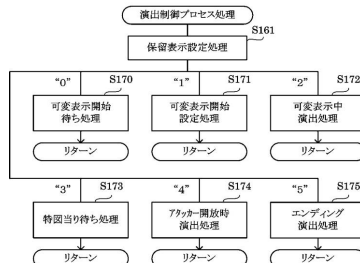 演出制御プロセス処理
S161
保留表示設定処理
“0”
S170
“1”
S171
“2”
S172
可変表示開始
待ち処理
可変表示開始
設定処理
可変表示中
演出処理
リターン
リターン
リターン
“3”
S173
“4”
S174
“5”
S175
特図当り待ち処理
アタッカー開放時
演出処理
エンディング
演出処理
リターン
リターン
リターン